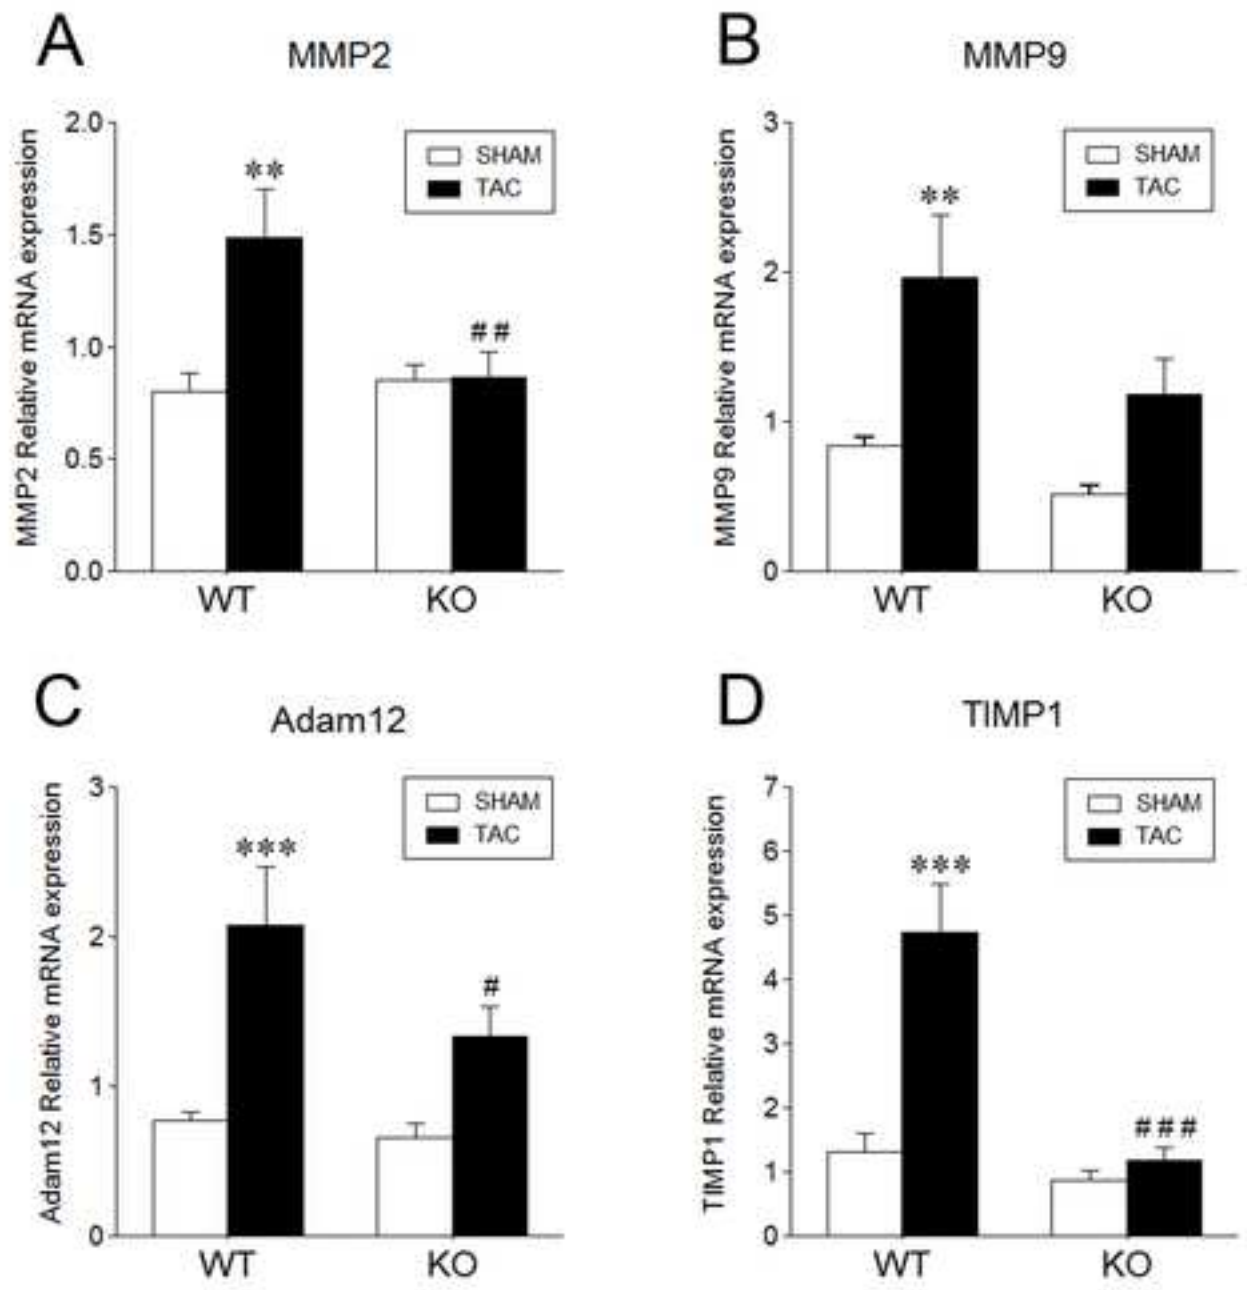 A
MMP2
MMP2 Relative mRNA expression
2.0
1.5
1.0
0.5
0.0
SHAM
TAC
**
##
WT
KO
B
MMP9
MMP9 Relative mRNA expression
3
2
1
0
SHAM
TAC
**
WT
KO
C
Adam12
Adam12 Relative mRNA expression
3
2
1
0
SHAM
TAC
***
#
WT
KO
D
TIMP1
TIMP1 Relative mRNA expression
7
6
5
4
3
2
1
0
SHAM
TAC
***
###
WT
KO